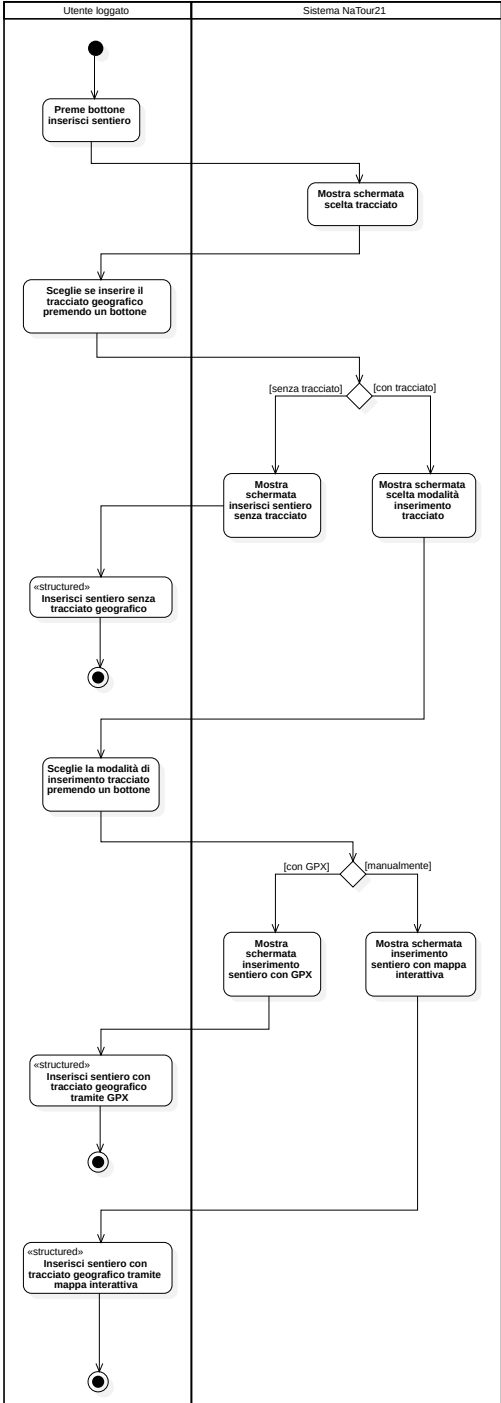 Utente loggato
Sistema NaTour21
Preme bottone
inserisci sentiero
Mostra schermata
scelta tracciato
Sceglie se inserire il
tracciato geografico
premendo un bottone
[senza tracciato]
[con tracciato]
Mostra
schermata
inserisci sentiero
senza tracciato
Mostra schermata
scelta modalità
inserimento
tracciato
«structured»
Inserisci sentiero senza
tracciato geografico
Sceglie la modalità di
inserimento tracciato
premendo un bottone
[con GPX]
[manualmente]
Mostra
schermata
inserimento
sentiero con GPX
Mostra schermata
inserimento
sentiero con mappa
interattiva
«structured»
Inserisci sentiero con
tracciato geografico
tramite GPX
«structured»
Inserisci sentiero con
tracciato geografico tramite
mappa interattiva